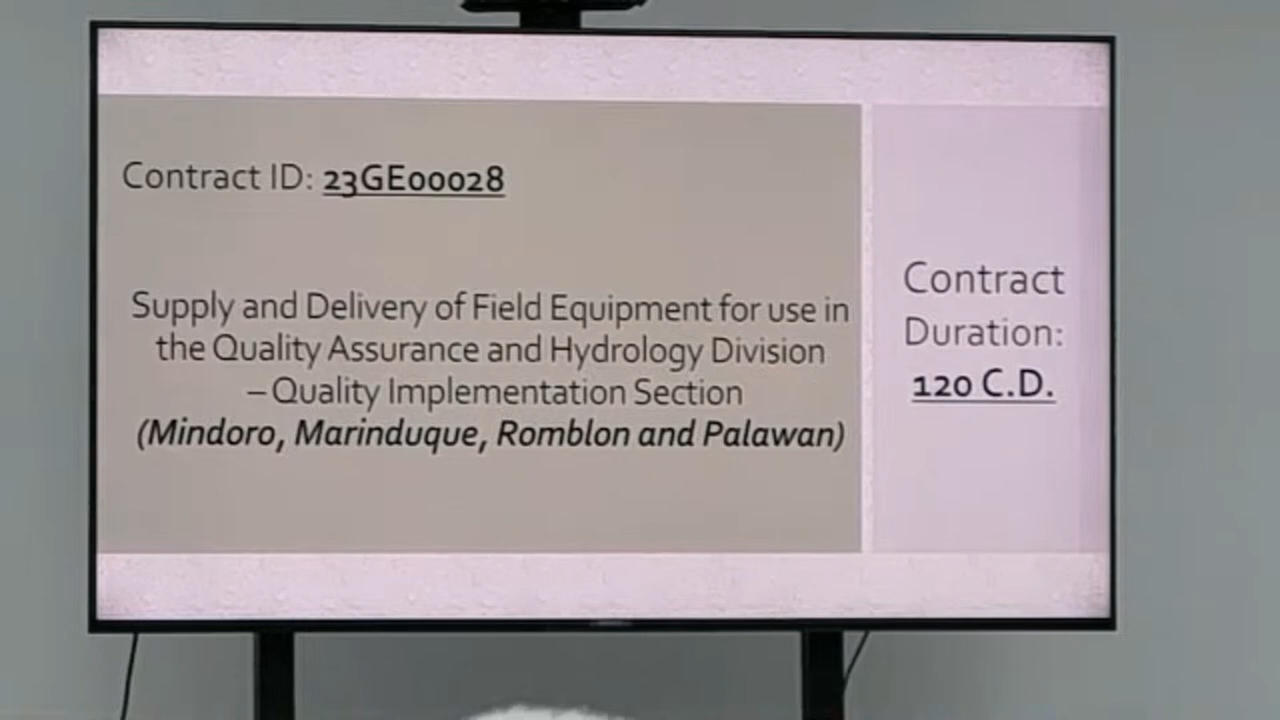 Contract ID: 23GE00028
Supply and Delivery of Field Equipment for use in
the Quality Assurance and Hydrology Division
– Quality Implementation Section
(Mindoro, Marinduque, Romblon and Palawan)
Contract
Duration:
120 C.D.